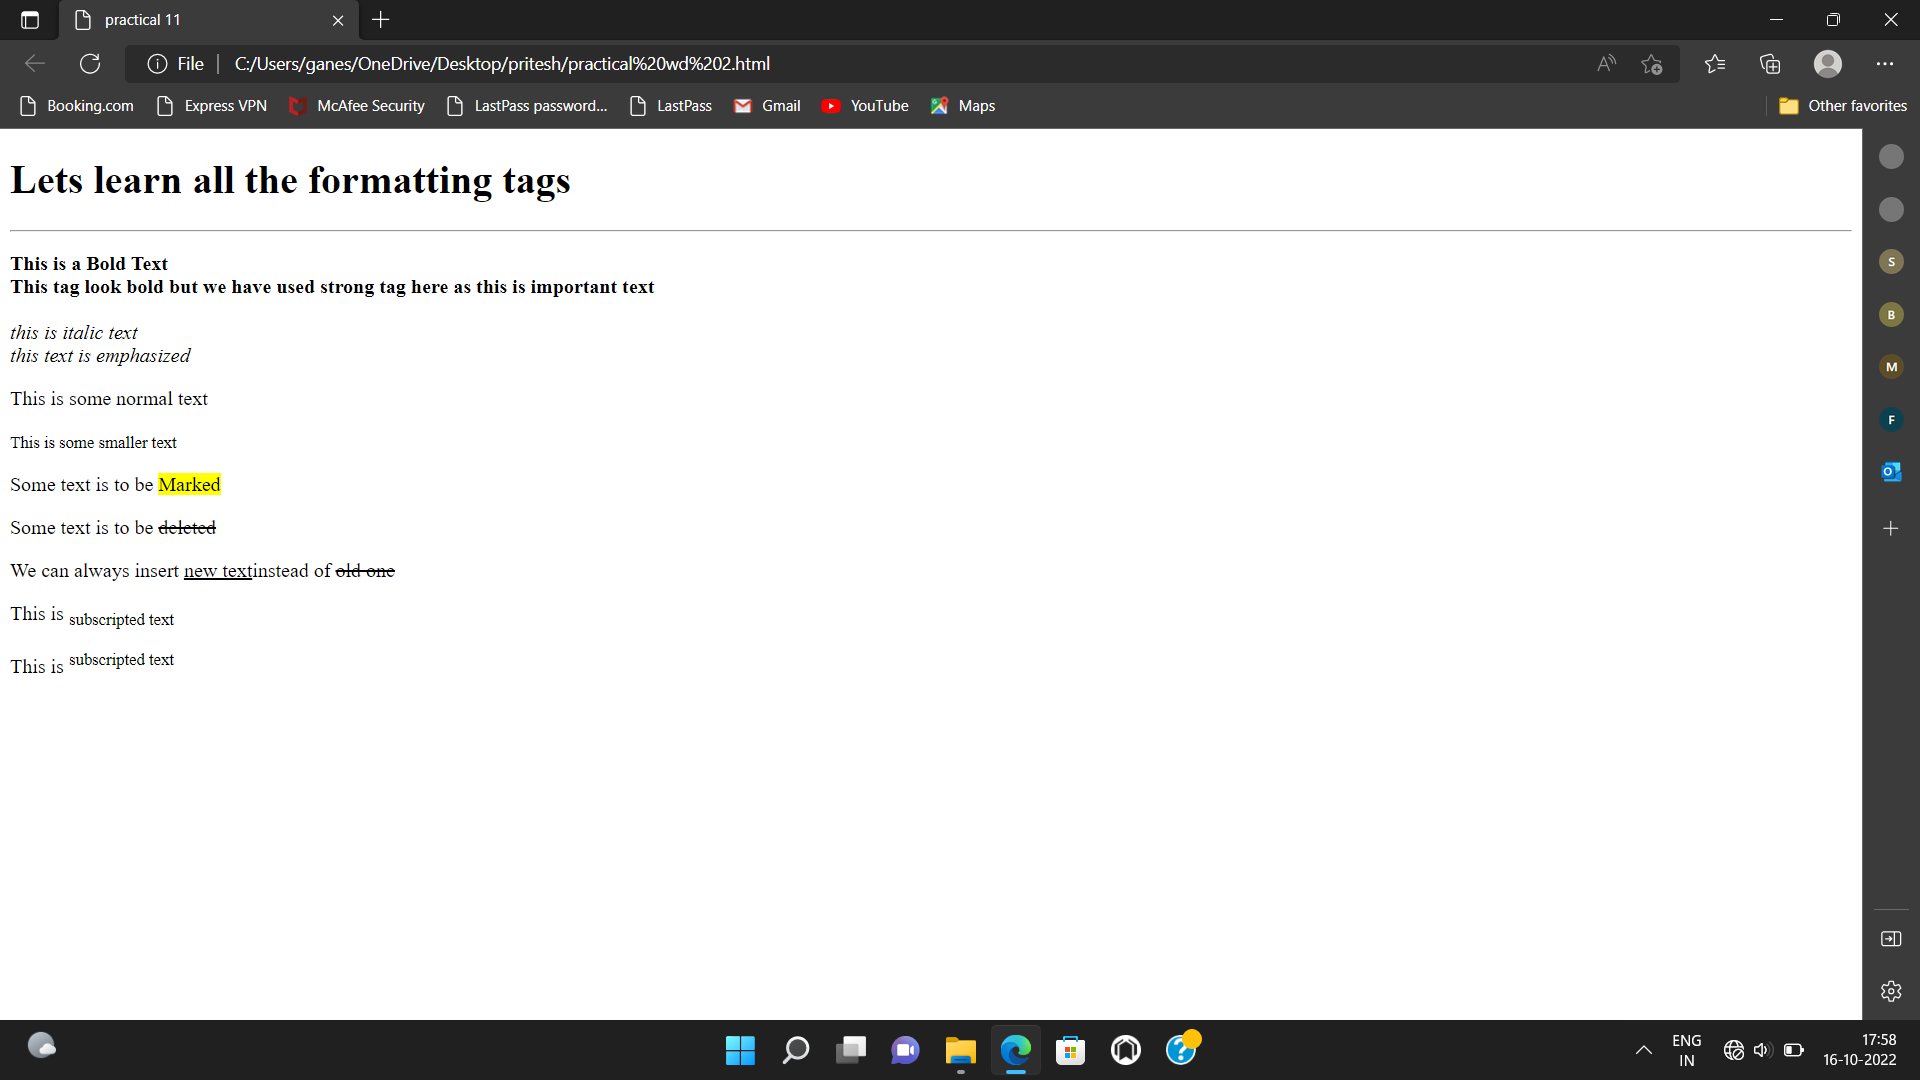 practical 11
File
C:/Users/ganes/OneDrive/Desktop/pritesh/practical%20wd%202.html
Booking.com
Express VPN
McAfee Security
LastPass password...
LastPass
Gmail
YouTube
Maps
Other favorites
Lets learn all the formatting tags
This is a Bold Text
This tag look bold but we have used strong tag here as this is important text
this is italic text
this text is emphasized
This is some normal text
This is some smaller text
Some text is to be Marked
Some text is to be deleted
We can always insert new textinstead of old one
This is subscripted text
This is subscripted text
S
B
M
F
ENG
IN
17:58
16-10-2022